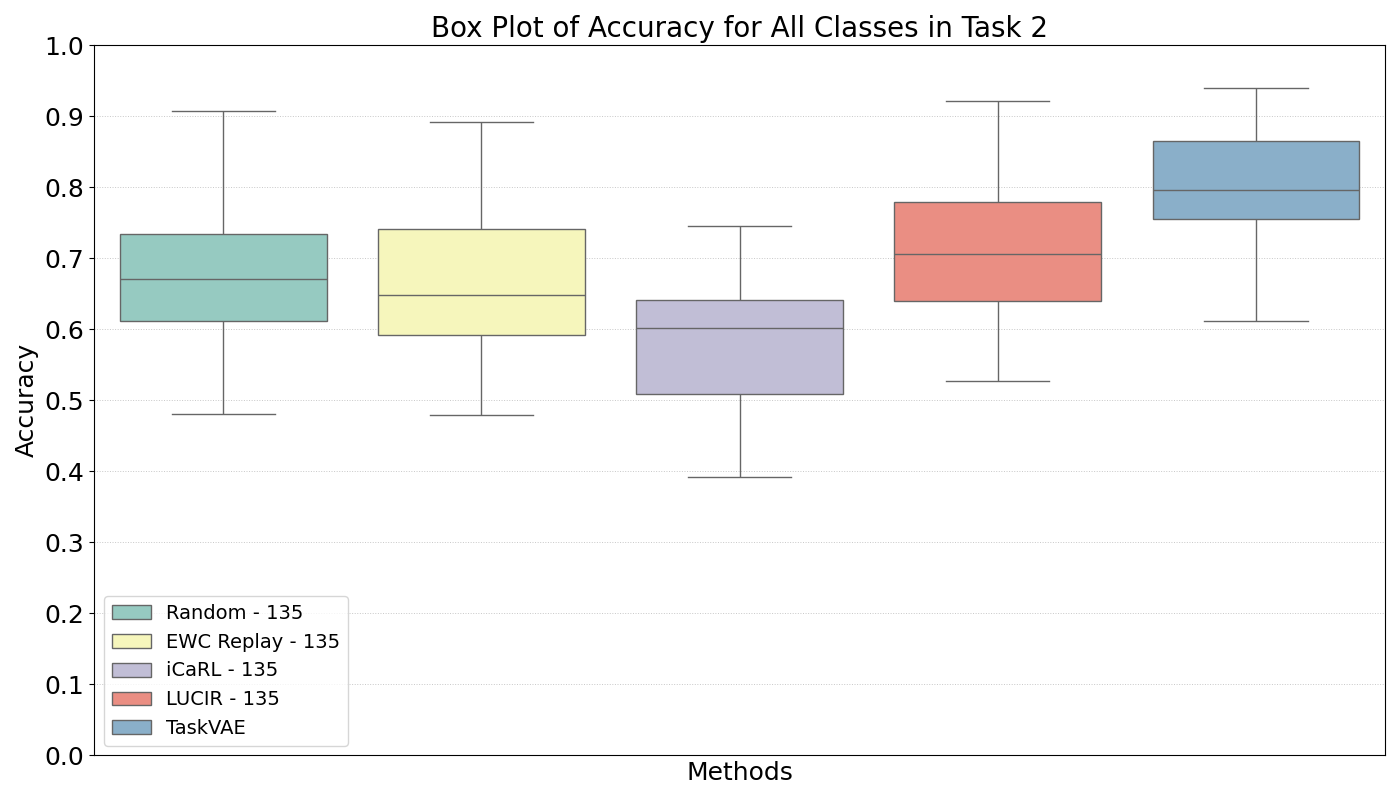 Box Plot of Accuracy for All Classes in Task 2
1.0
0.9
0.8
0.7
0.6
0.5
0.4
0.3
0.2
0.1
0.0
Accuracy
Random - 135
EWC Replay - 135
iCaRL - 135
LUCIR - 135
TaskVAE
Methods